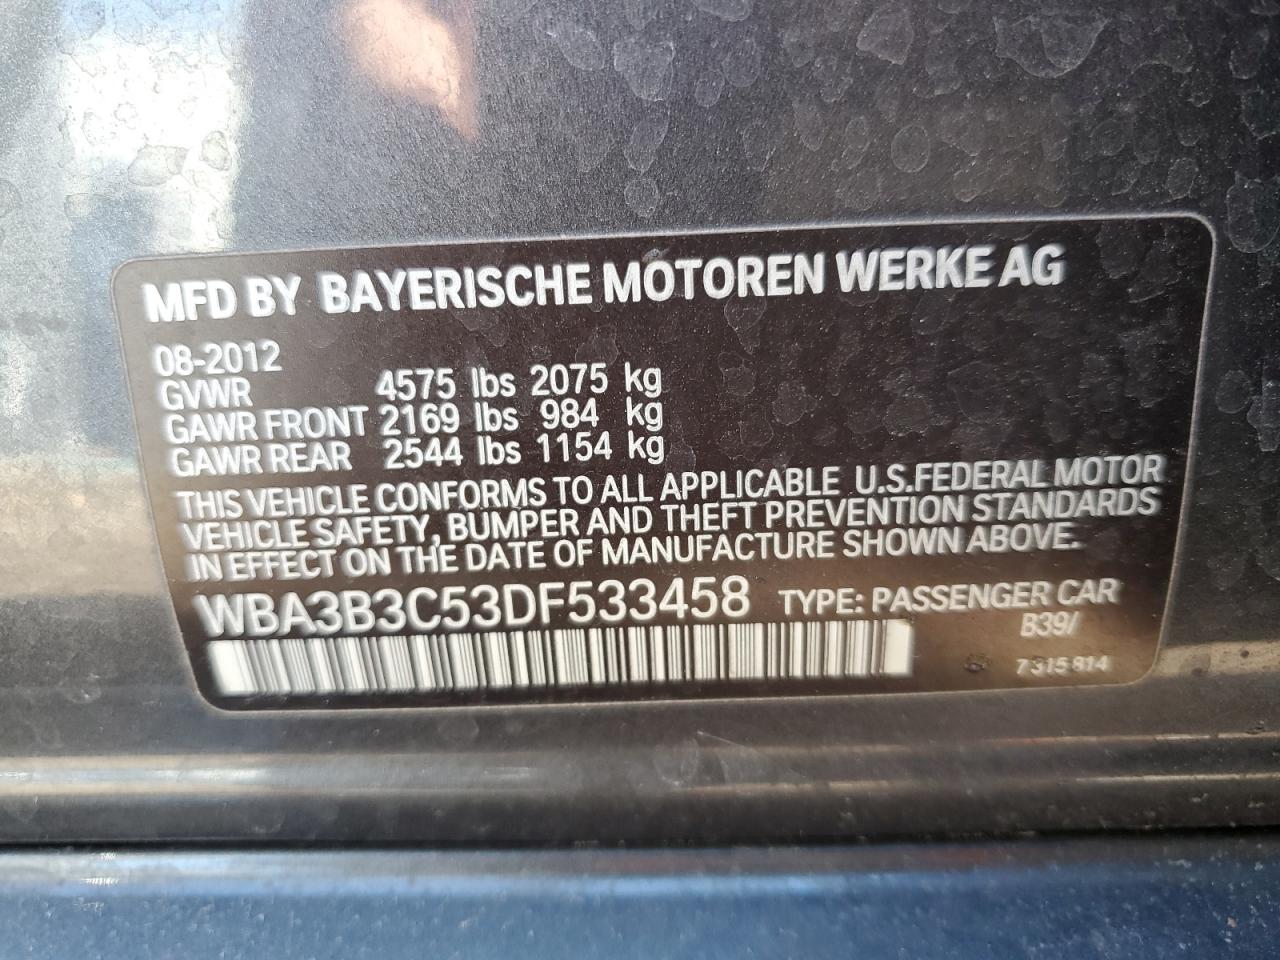 MFD BY BAYERISCHE MOTOREN WERKE AG
08-2012
GVWR 4575 lbs 2075 kg
GAWR FRONT 2169 lbs 984 kg
GAWR REAR 2544 lbs 1154 kg
THIS VEHICLE CONFORMS TO ALL APPLICABLE U.S.FEDERAL MOTOR
VEHICLE SAFETY, BUMPER AND THEFT PREVENTION STANDARDS
IN EFFECT ON THE DATE OF MANUFACTURE SHOWN ABOVE.
WBA3B3C53DF533458 TYPE: PASSENGER CAR
B39/
7315814